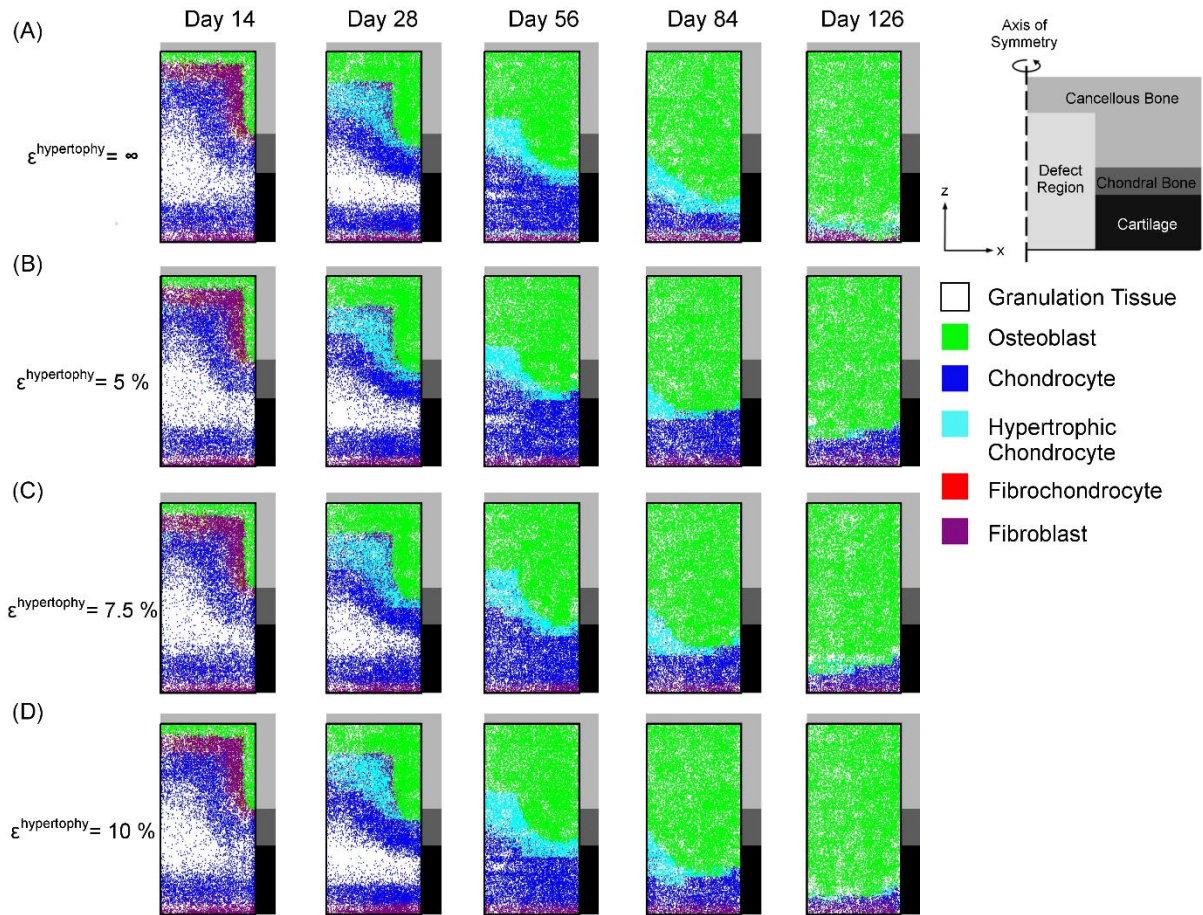 Day 14 Day 28 Day 56 Day 84 Day 126
(A)
εhypertophy= ∞
(B)
εhypertophy= 5 %
(C)
εhypertophy= 7.5 %
(D)
εhypertophy= 10 %
Axis of
Symmetry
Cancellous Bone
Defect
Region
Chondral Bone
Cartilage
z
x
Granulation Tissue
Osteoblast
Chondrocyte
Hypertrophic
Chondrocyte
Fibrochondrocyte
Fibroblast